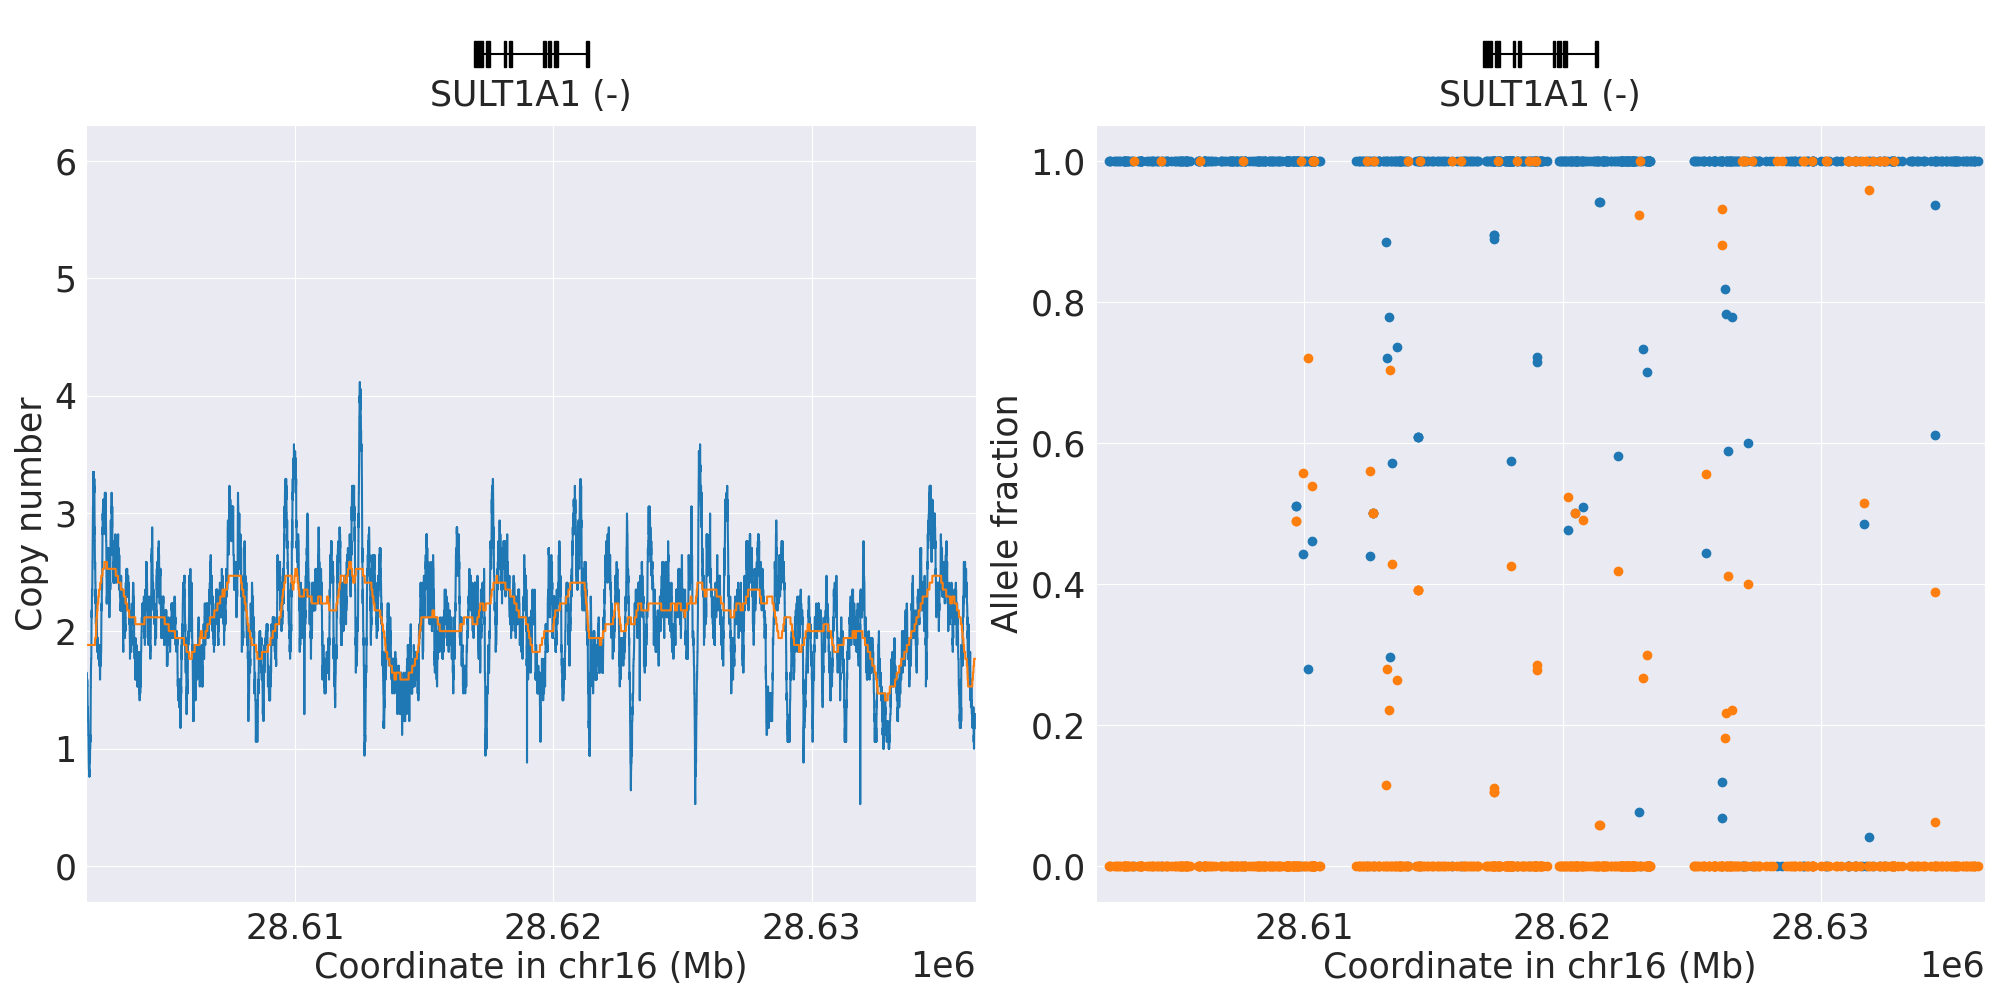 SULT1A1 (-)
SULT1A1 (-)
Copy number
6
5
4
3
2
1
0
28.61
28.62
28.63
Coordinate in chr16 (Mb)
1e6
Allele fraction
1.0
0.8
0.6
0.4
0.2
0.0
28.61
28.62
28.63
Coordinate in chr16 (Mb)
1e6